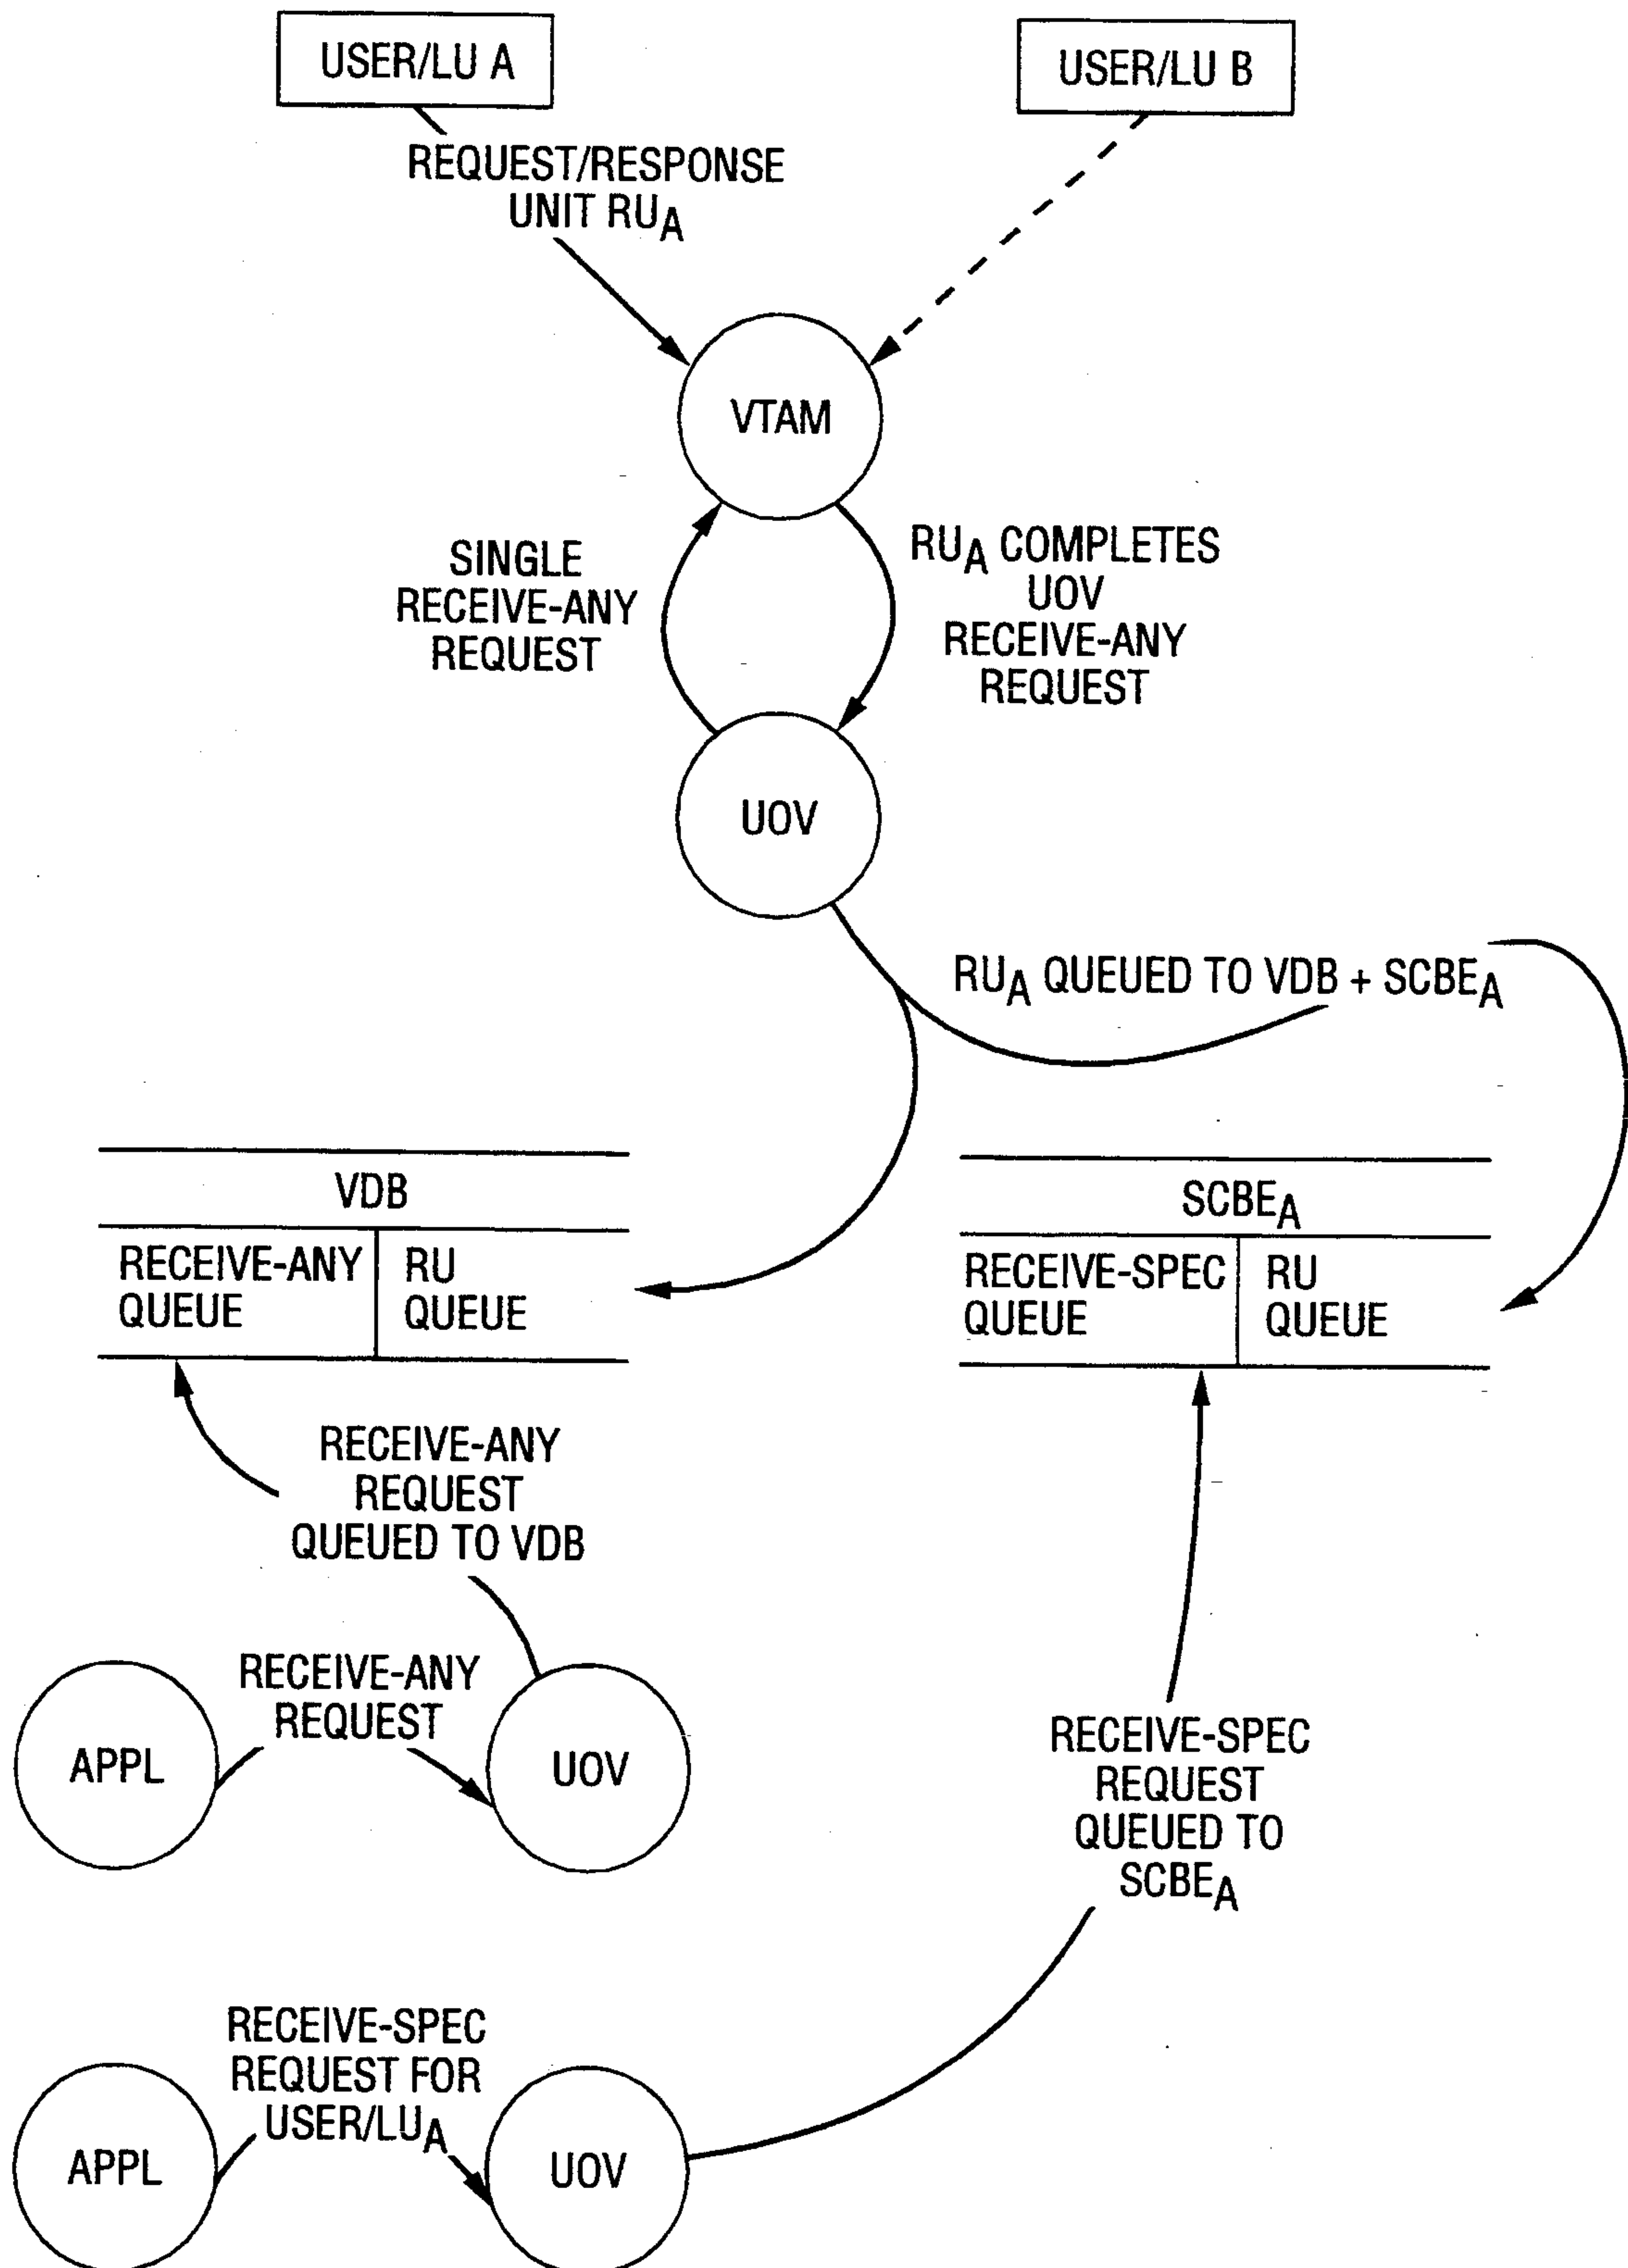 USER/LU A
USER/LU B
REQUEST/RESPONSE
UNIT RUA
VTAM
SINGLE
RECEIVE-ANY
REQUEST
RUA COMPLETES
UOV
RECEIVE-ANY
REQUEST
UOV
RUA QUEUED TO VDB + SCBEA
VDB
RECEIVE-ANY
QUEUE
RU
QUEUE
SCBEA
RECEIVE-SPEC
QUEUE
RU
QUEUE
RECEIVE-ANY
REQUEST
QUEUED TO VDB
RECEIVE-ANY
REQUEST
APPL
UOV
RECEIVE-SPEC
REQUEST
QUEUED TO
SCBEA
RECEIVE-SPEC
REQUEST FOR
USER/LUA
APPL
UOV